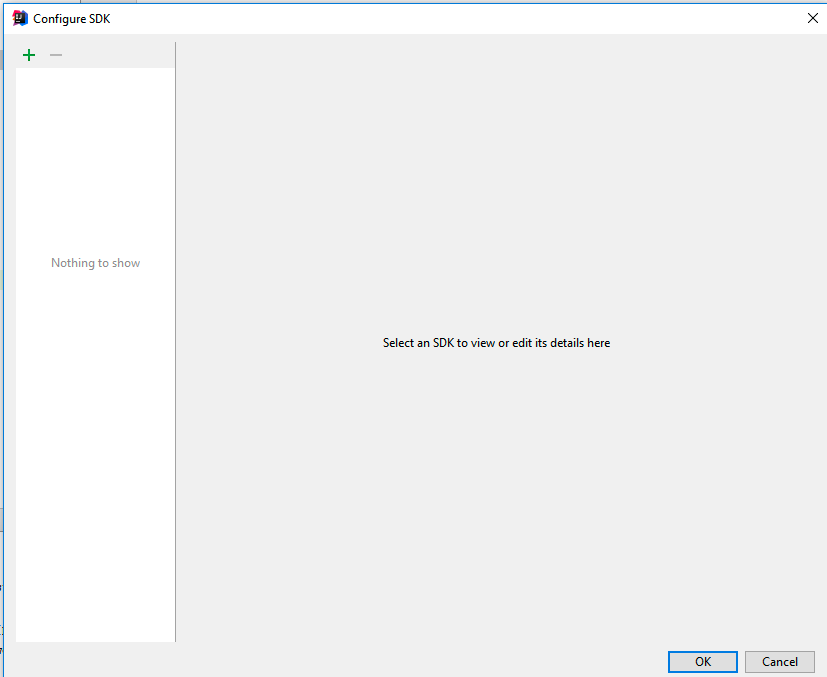 Configure SDK
Nothing to show
Select an SDK to view or edit its details here
OK
Cancel